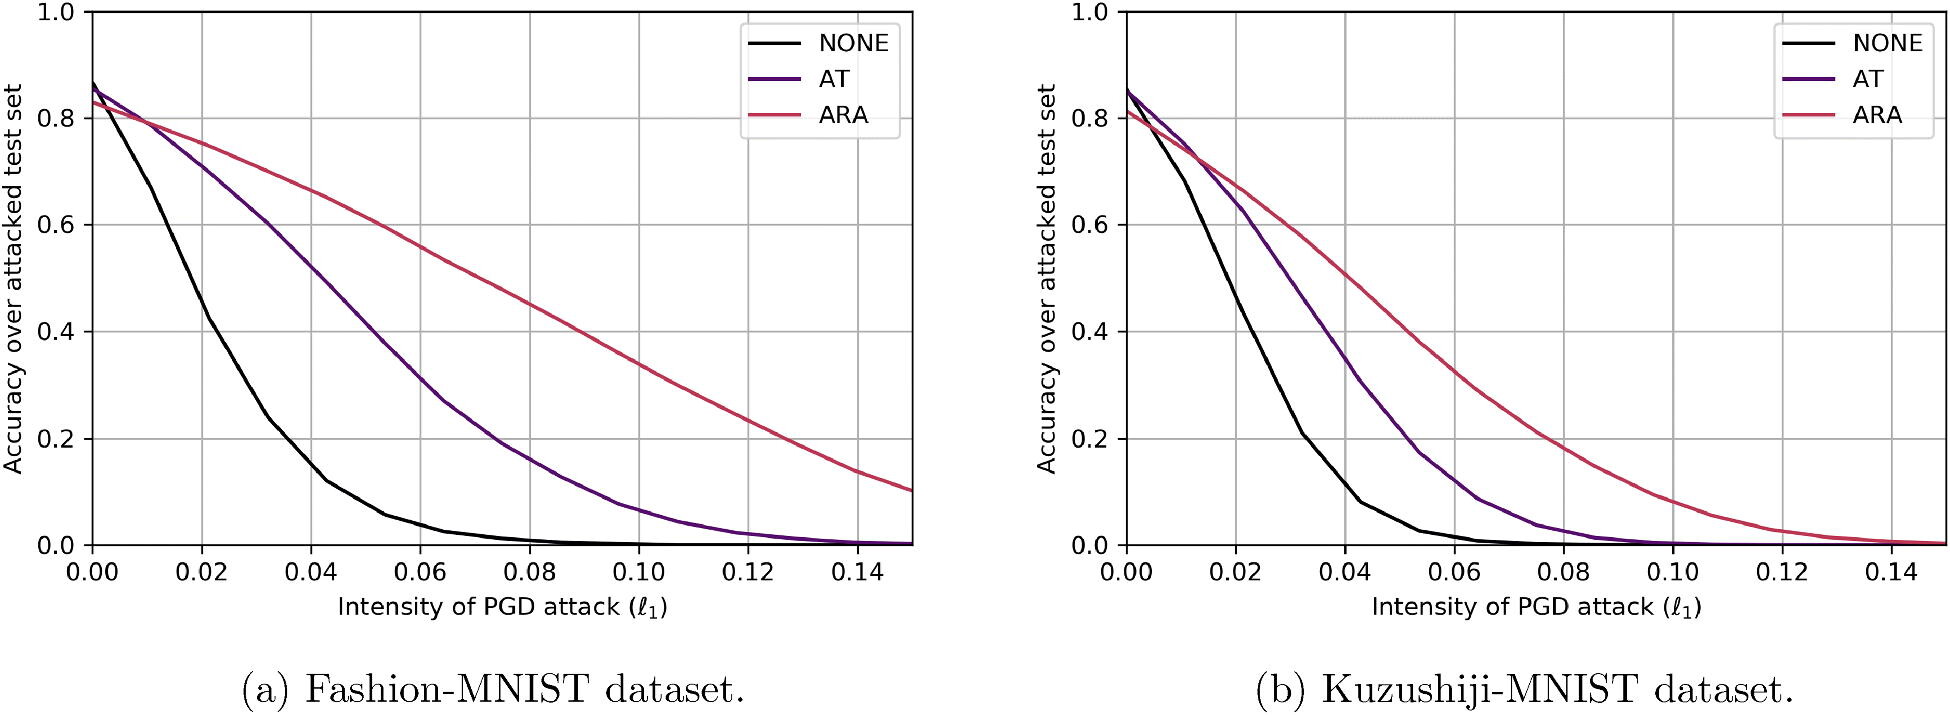 Accuracy over attacked test set
1.0
0.8
0.6
0.4
0.2
0.0
0.00 0.02 0.04 0.06 0.08 0.10 0.12 0.14
Intensity of PGD attack (ℓ₁)
NONE
AT
ARA
(a) Fashion-MNIST dataset.
Accuracy over attacked test set
1.0
0.8
0.6
0.4
0.2
0.0
0.00 0.02 0.04 0.06 0.08 0.10 0.12 0.14
Intensity of PGD attack (ℓ₁)
NONE
AT
ARA
(b) Kuzushiji-MNIST dataset.